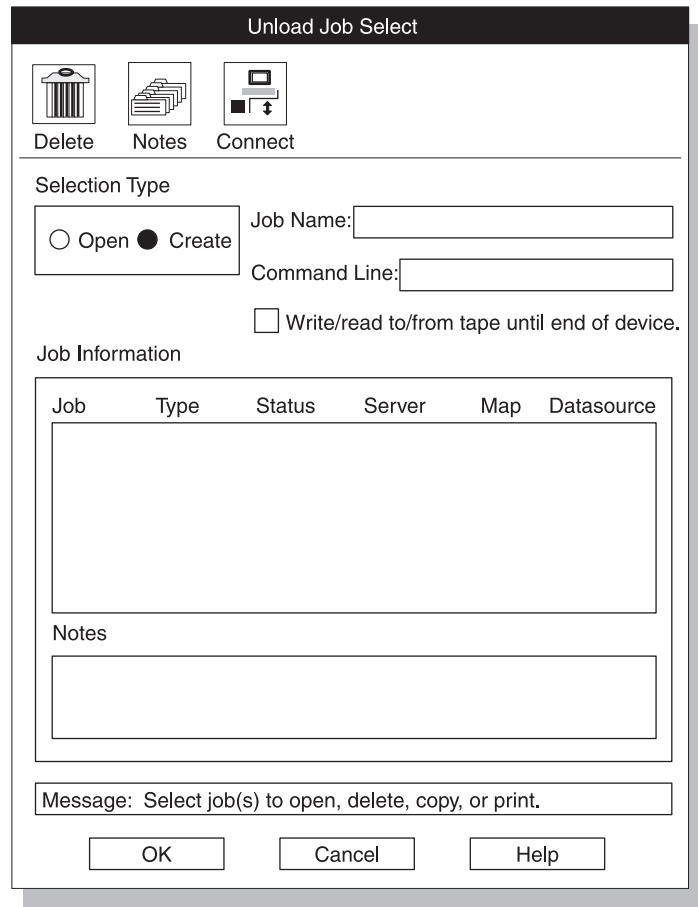 Unload Job Select
Delete Notes Connect
Selection Type
Open Create
Job Name:
Command Line:
Write/read to/from tape until end of device.
Job Information
Job Type Status Server Map Datasource
Notes
Message: Select job(s) to open, delete, copy, or print.
OK Cancel Help